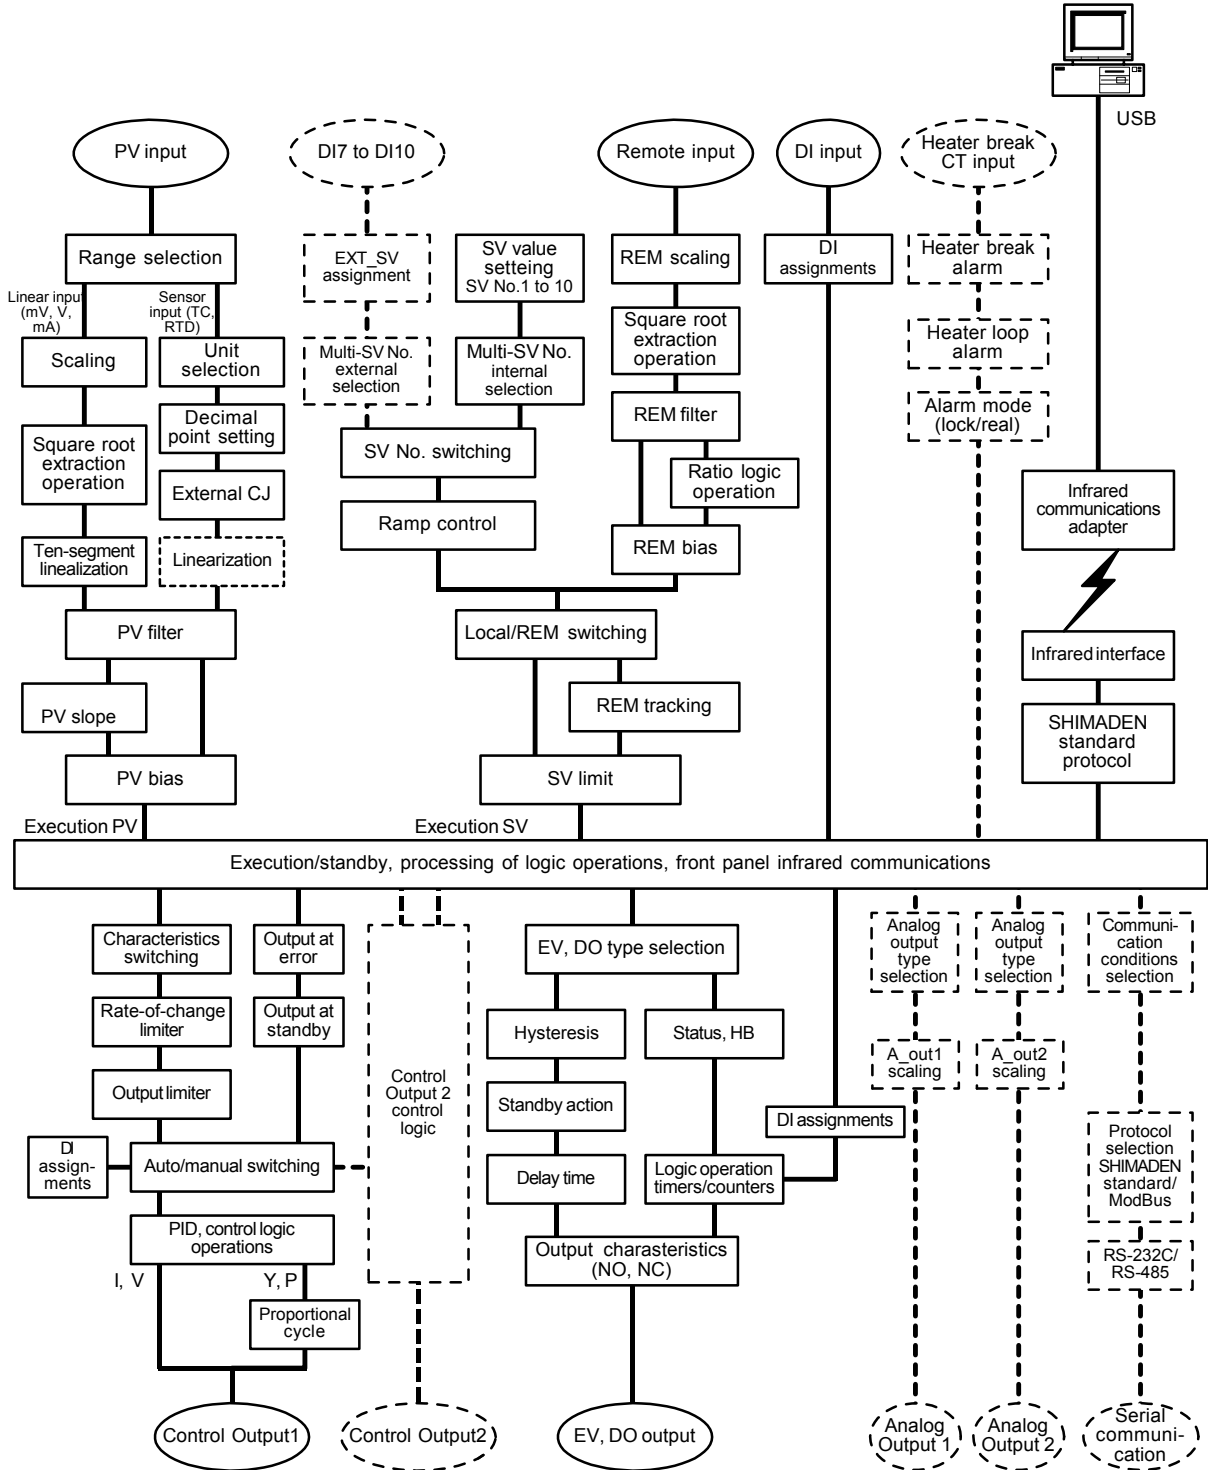 USB
PV input
DI7 to DI10
Remote input
DI input
Heater break
CT input
Range selection
EXT_SV
assignment
SV value
setteing
SV No.1 to 10
REM scaling
DI
assignments
Heater break
alarm
Linear input
(mV, V,
mA)
Sensor
input (TC,
RTD)
Scaling
Unit
selection
Multi-SV No.
external
selection
Multi-SV No.
internal
selection
Square root
extraction
operation
Heater loop
alarm
Decimal
point setting
REM filter
Alarm mode
(lock/real)
Square root
extraction
operation
SV No. switching
Ratio logic
operation
External CJ
Infrared
communications
adapter
Ramp control
Ten-segment
linealization
Linearization
REM bias
PV filter
Local/REM switching
Infrared interface
PV slope
REM tracking
SHIMADEN
standard
protocol
PV bias
SV limit
Execution PV
Execution SV
Execution/standby, processing of logic operations, front panel infrared communications
Characteristics
switching
Output at
error
EV, DO type selection
Analog
output
type
selection
Analog
output
type
selection
Communi-
cation
conditions
selection
Rate-of-change
limiter
Output at
standby
Hysteresis
Status, HB
A_out1
scaling
A_out2
scaling
Output limiter
Control
Output 2
control
logic
Standby action
DI assignments
DI
assign-
ments
Auto/manual switching
Delay time
Logic operation
timers/counters
Protocol
selection
SHIMADEN
standard/
ModBus
PID, control logic
operations
Output charasteristics
(NO, NC)
RS-232C/
RS-485
I, V
Y, P
Proportional
cycle
Control Output1
Control Output2
EV, DO output
Analog
Output 1
Analog
Output 2
Serial
communi-
cation